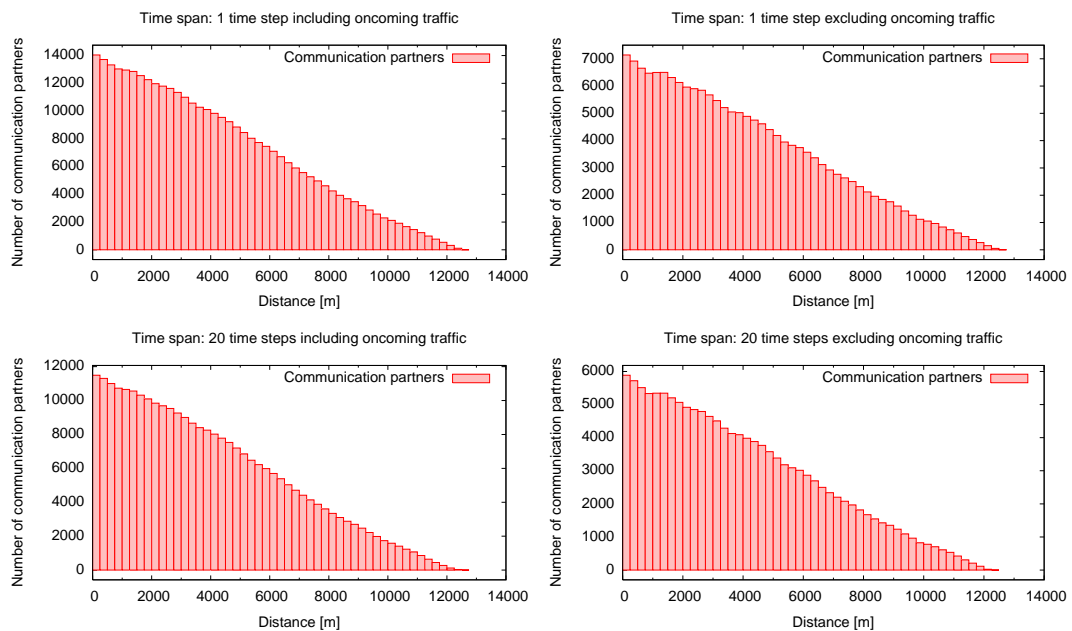 Time span: 1 time step including oncoming traffic
Number of communication partners
14000
12000
10000
8000
6000
4000
2000
0
Communication partners
0 2000 4000 6000 8000 10000 12000 14000
Distance [m]
Time span: 1 time step excluding oncoming traffic
Number of communication partners
7000
6000
5000
4000
3000
2000
1000
0
Communication partners
0 2000 4000 6000 8000 10000 12000 14000
Distance [m]
Time span: 20 time steps including oncoming traffic
Number of communication partners
12000
10000
8000
6000
4000
2000
0
Communication partners
0 2000 4000 6000 8000 10000 12000 14000
Distance [m]
Time span: 20 time steps excluding oncoming traffic
Number of communication partners
6000
5000
4000
3000
2000
1000
0
Communication partners
0 2000 4000 6000 8000 10000 12000 14000
Distance [m]